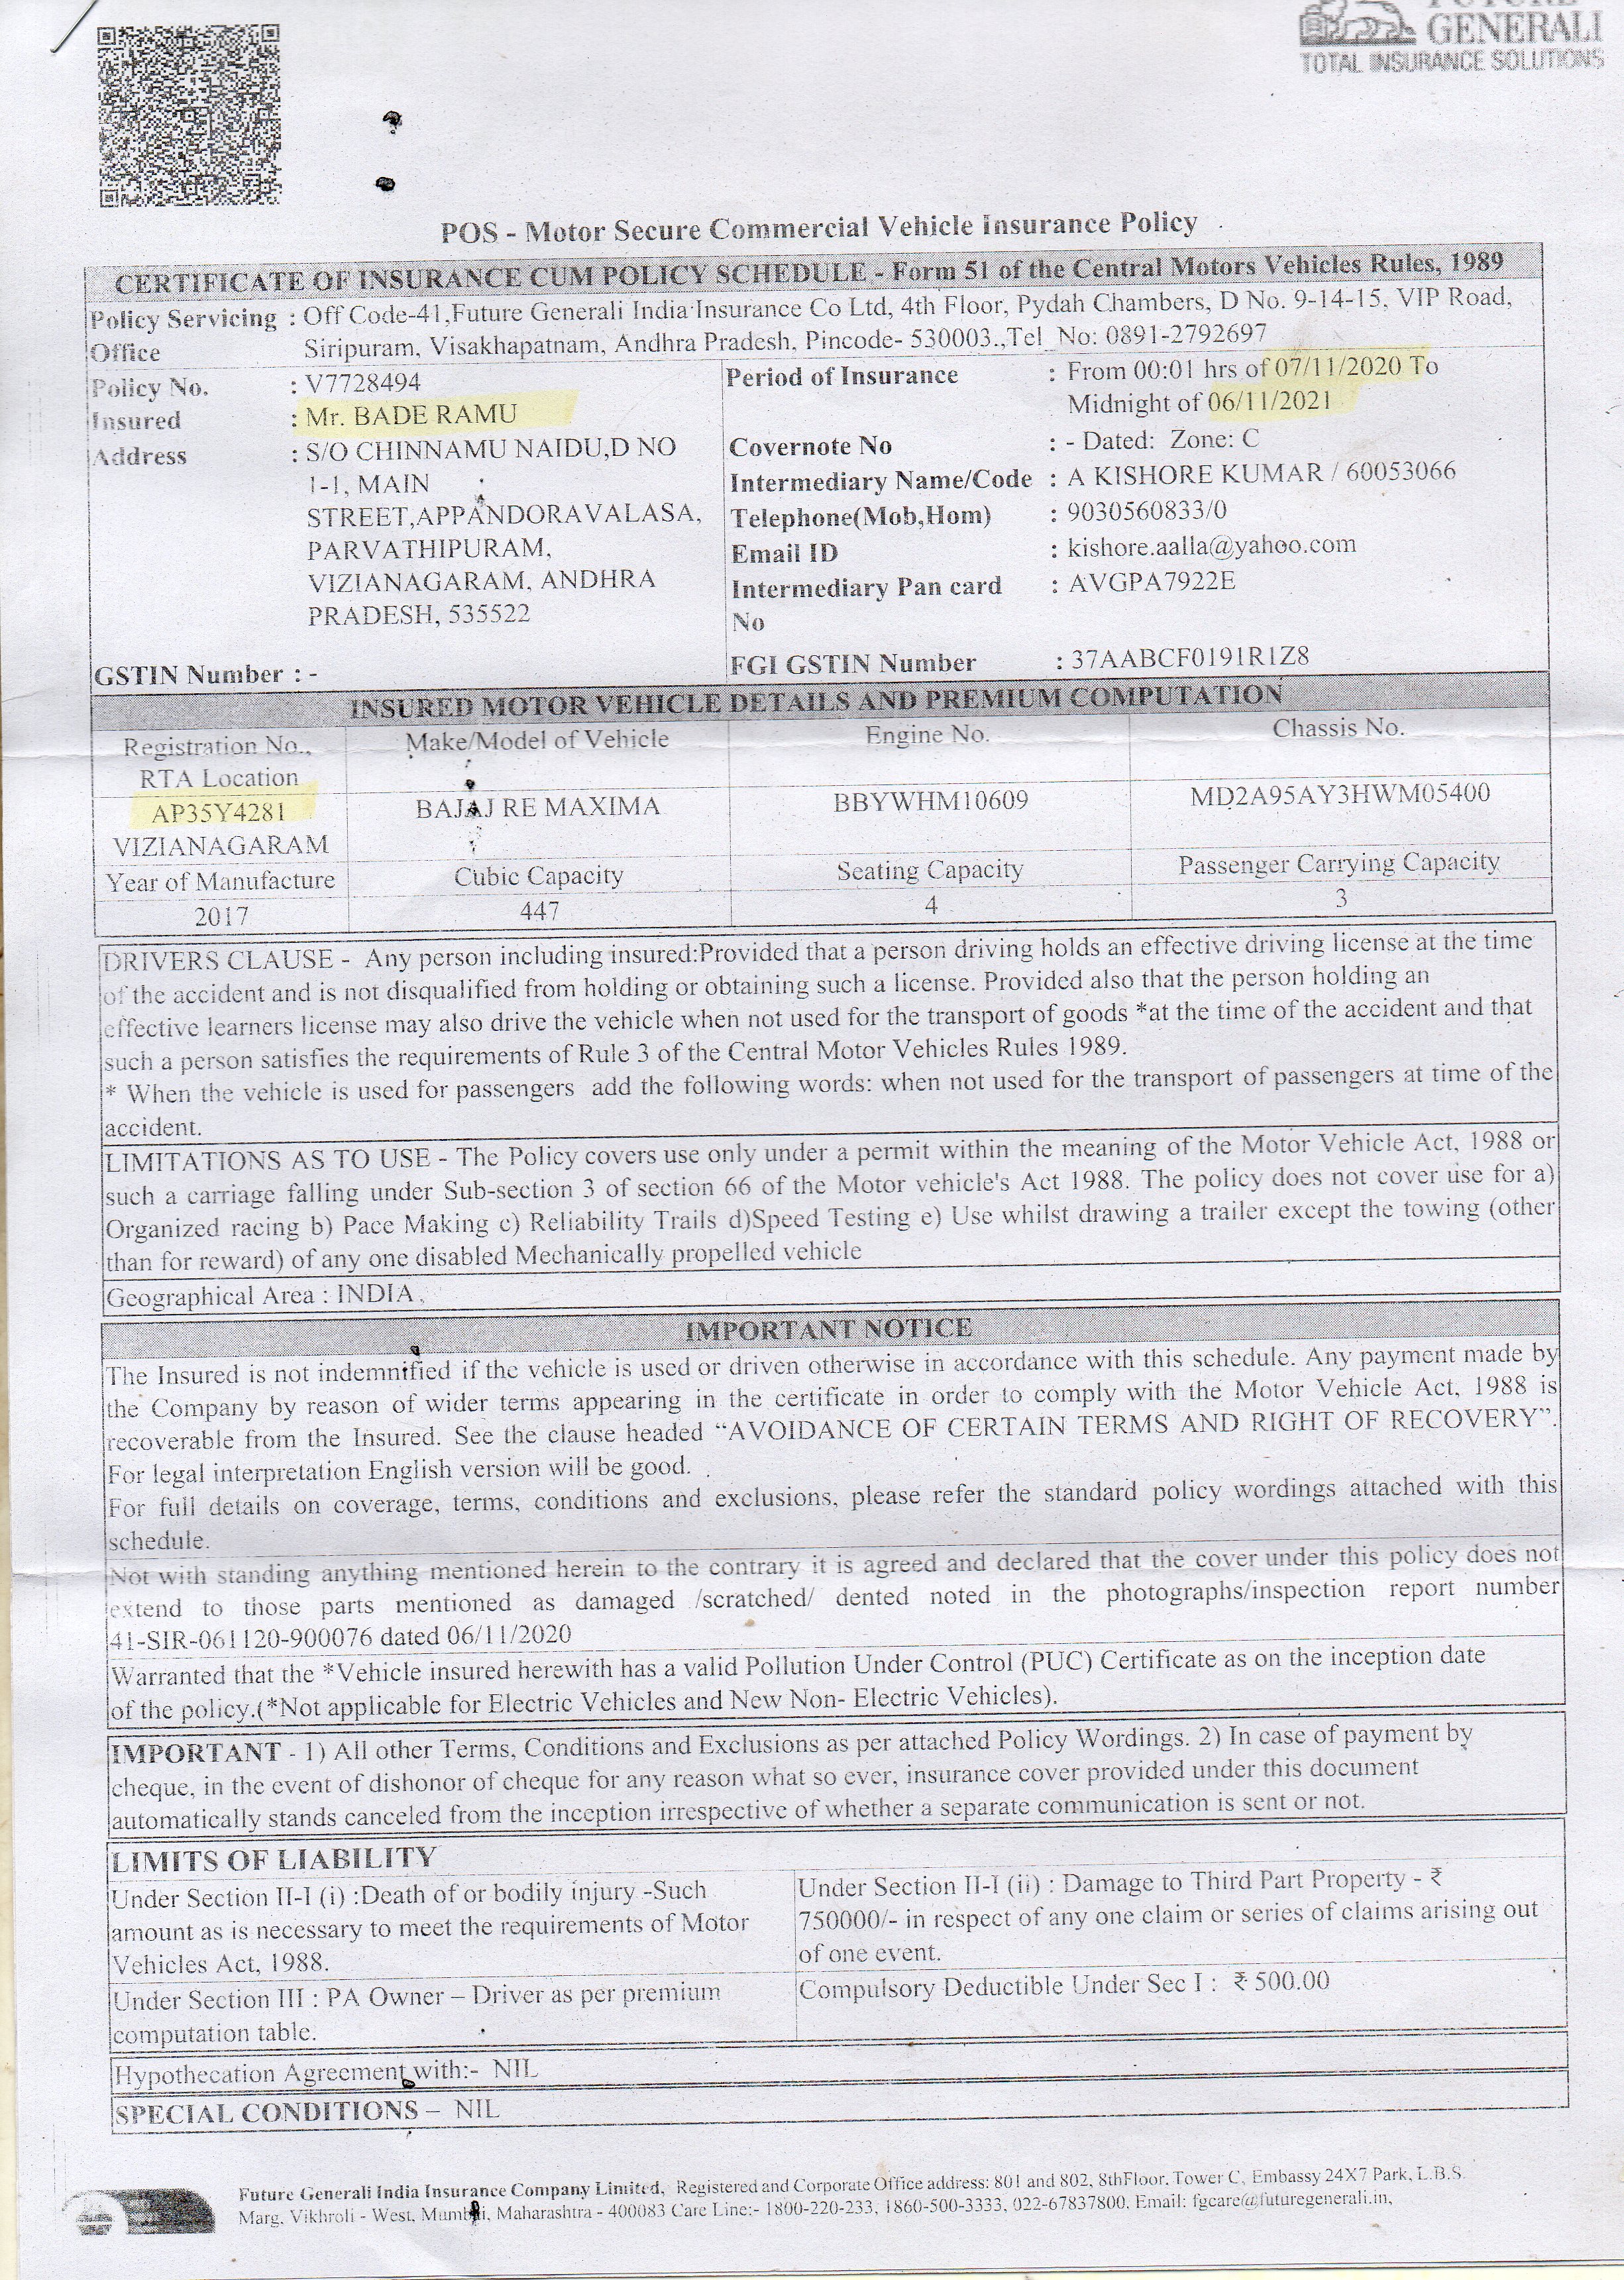 GENERALI
TOTAL INSURANCE SOLUTIONS
POS - Motor Secure Commercial Vehicle Insurance Policy
CERTIFICATE OF INSURANCE CUM POLICY SCHEDULE - Form 51 of the Central Motors Vehicles Rules, 1989
Policy Servicing : Off Code-41,Future Generali India Insurance Co Ltd, 4th Floor, Pydah Chambers, D No. 9-14-15, VIP Road,
Office Siripuram, Visakhapatnam, Andhra Pradesh, Pincode- 530003.,Tel No: 0891-2792697
Policy No. : V7728494
Insured : Mr. BADE RAMU
Address : S/O CHINNAMU NAIDU,D NO
1-1, MAIN
STREET,APPANDORAVALASA,
PARVATHIPURAM,
VIZIANAGARAM, ANDHRA
PRADESH, 535522
GSTIN Number : -
Period of Insurance : From 00:01 hrs of 07/11/2020 To
Midnight of 06/11/2021
Covernote No : - Dated: Zone: C
Intermediary Name/Code : A KISHORE KUMAR / 60053066
Telephone(Mob,Hom) : 9030560833/0
Email ID : kishore.aalla@yahoo.com
Intermediary Pan card : AVGPA7922E
No
FGI GSTIN Number : 37AABCF0191R1Z8
INSURED MOTOR VEHICLE DETAILS AND PREMIUM COMPUTATION
Registration No., Make/Model of Vehicle Engine No. Chassis No.
RTA Location
AP35Y4281 BAJAJ RE MAXIMA BBYWHM10609 MD2A95AY3HWM05400
VIZIANAGARAM
Year of Manufacture Cubic Capacity Seating Capacity Passenger Carrying Capacity
2017 447 4 3
DRIVERS CLAUSE - Any person including insured:Provided that a person driving holds an effective driving license at the time
of the accident and is not disqualified from holding or obtaining such a license. Provided also that the person holding an
effective learners license may also drive the vehicle when not used for the transport of goods *at the time of the accident and that
such a person satisfies the requirements of Rule 3 of the Central Motor Vehicles Rules 1989.
* When the vehicle is used for passengers add the following words: when not used for the transport of passengers at time of the
accident.
LIMITATIONS AS TO USE - The Policy covers use only under a permit within the meaning of the Motor Vehicle Act, 1988 or
such a carriage falling under Sub-section 3 of section 66 of the Motor vehicle's Act 1988. The policy does not cover use for a)
Organized racing b) Pace Making c) Reliability Trails d)Speed Testing e) Use whilst drawing a trailer except the towing (other
than for reward) of any one disabled Mechanically propelled vehicle
Geographical Area : INDIA
IMPORTANT NOTICE
The Insured is not indemnified if the vehicle is used or driven otherwise in accordance with this schedule. Any payment made by
the Company by reason of wider terms appearing in the certificate in order to comply with the Motor Vehicle Act, 1988 is
recoverable from the Insured. See the clause headed “AVOIDANCE OF CERTAIN TERMS AND RIGHT OF RECOVERY”.
For legal interpretation English version will be good.
For full details on coverage, terms, conditions and exclusions, please refer the standard policy wordings attached with this
schedule.
Not with standing anything mentioned herein to the contrary it is agreed and declared that the cover under this policy does not
extend to those parts mentioned as damaged /scratched/ dented noted in the photographs/inspection report number
41-SIR-061120-900076 dated 06/11/2020
Warranted that the *Vehicle insured herewith has a valid Pollution Under Control (PUC) Certificate as on the inception date
of the policy.(*Not applicable for Electric Vehicles and New Non- Electric Vehicles).
IMPORTANT - 1) All other Terms, Conditions and Exclusions as per attached Policy Wordings. 2) In case of payment by
cheque, in the event of dishonor of cheque for any reason what so ever, insurance cover provided under this document
automatically stands canceled from the inception irrespective of whether a separate communication is sent or not.
LIMITS OF LIABILITY
Under Section II-I (i) :Death of or bodily injury -Such
amount as is necessary to meet the requirements of Motor
Vehicles Act, 1988.
Under Section II-I (ii) : Damage to Third Part Property - ₹
750000/- in respect of any one claim or series of claims arising out
of one event.
Under Section III : PA Owner – Driver as per premium
computation table.
Compulsory Deductible Under Sec I : ₹ 500.00
Hypothecation Agreement with:- NIL
SPECIAL CONDITIONS – NIL
Future Generali India Insurance Company Limited, Registered and Corporate Office address: 801 and 802, 8thFloor, Tower C, Embassy 24X7 Park, L.B.S.
Marg, Vikhroli - West, Mumbai, Maharashtra - 400083 Care Line:- 1800-220-233, 1860-500-3333, 022-67837800, Email: fgcare@futuregenerali.in,